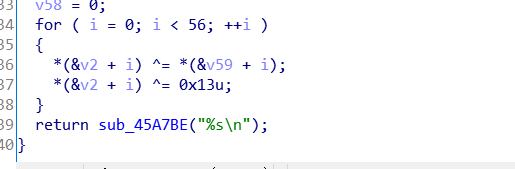 33 v58 = 0;
34 for ( i = 0; i < 56; ++i )
35 {
36 *(&v2 + i) ^= *(&v59 + i);
37 *(&v2 + i) ^= 0x13u;
38 }
39 return sub_45A7BE("%s\n");
40 }